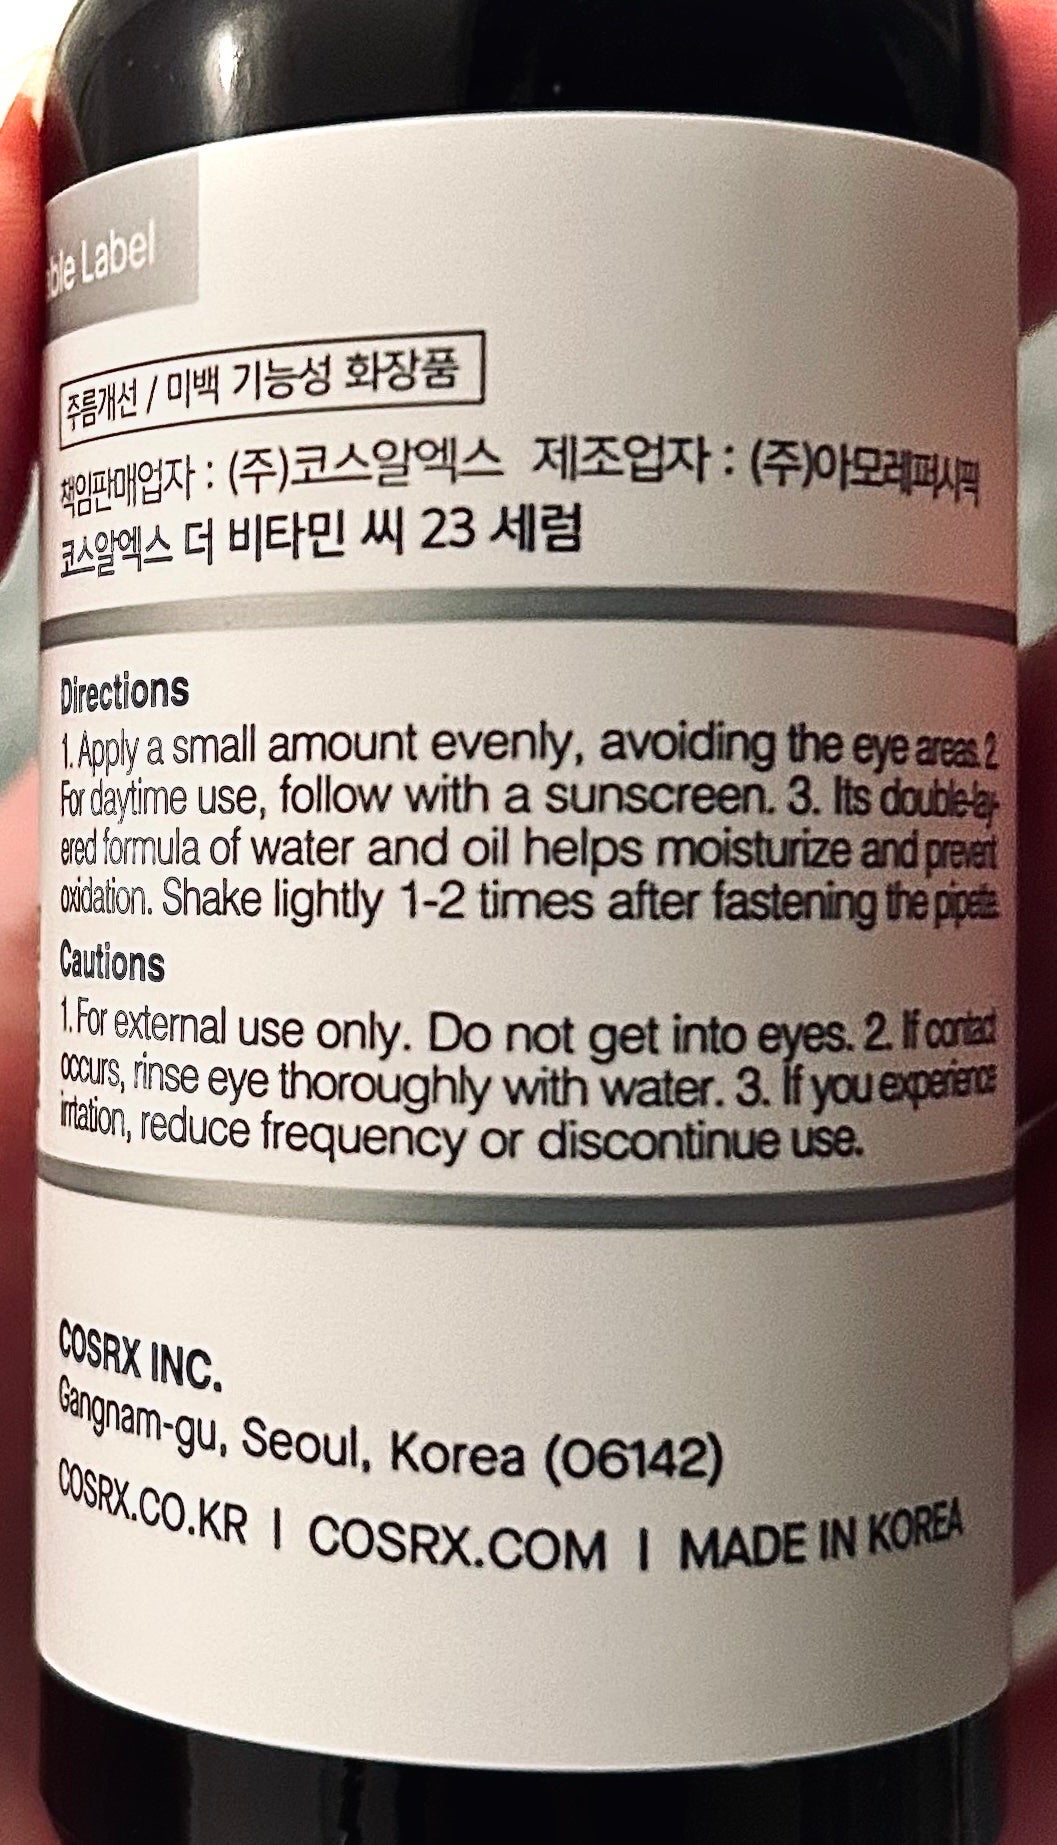 Label
주름개선 / 미백 기능성 화장품
책임판매업자 : (주)코스알엑스 제조업자 : (주)아모레퍼시픽
코스알엑스 더 비타민 씨 23 세럼
Directions
1. Apply a small amount evenly, avoiding the eye areas. 2.
For daytime use, follow with a sunscreen. 3. Its double-lay-
ered formula of water and oil helps moisturize and prevent
oxidation. Shake lightly 1-2 times after fastening the pipette.
Cautions
1. For external use only. Do not get into eyes. 2. If contact
occurs, rinse eye thoroughly with water. 3. If you experience
irritation, reduce frequency or discontinue use.
COSRX INC.
Gangnam-gu, Seoul, Korea (06142)
COSRX.CO.KR | COSRX.COM | MADE IN KOREA